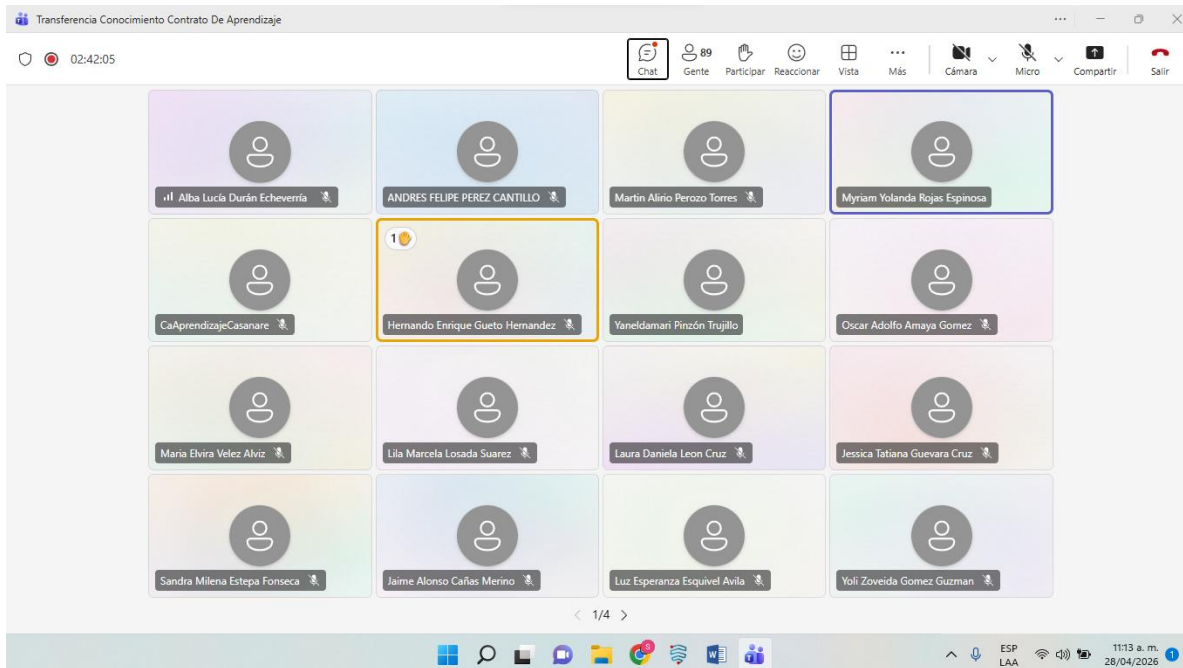 Transferencia Conocimiento Contrato De Aprendizaje
02:42:05
Chat
89
Gente
Participar
Reaccionar
Vista
Más
Cámara
Micro
Compartir
Salir
Alba Lucía Durán Echeverría
ANDRES FELIPE PEREZ CANTILLO
Martin Alirio Perozo Torres
Myriam Yolanda Rojas Espinosa
CaAprendizajeCasanare
1
Hernando Enrique Gueto Hernandez
Yaneldamari Pinzón Trujillo
Oscar Adolfo Amaya Gomez
Maria Elvira Velez Alviz
Lila Marcela Losada Suarez
Laura Daniela Leon Cruz
Jessica Tatiana Guevara Cruz
Sandra Milena Estepa Fonseca
Jaime Alonso Cañas Merino
Luz Esperanza Esquivel Avila
Yoli Zoveida Gomez Guzman
1/4
ESP
LAA
11:13 a. m.
28/04/2026
1